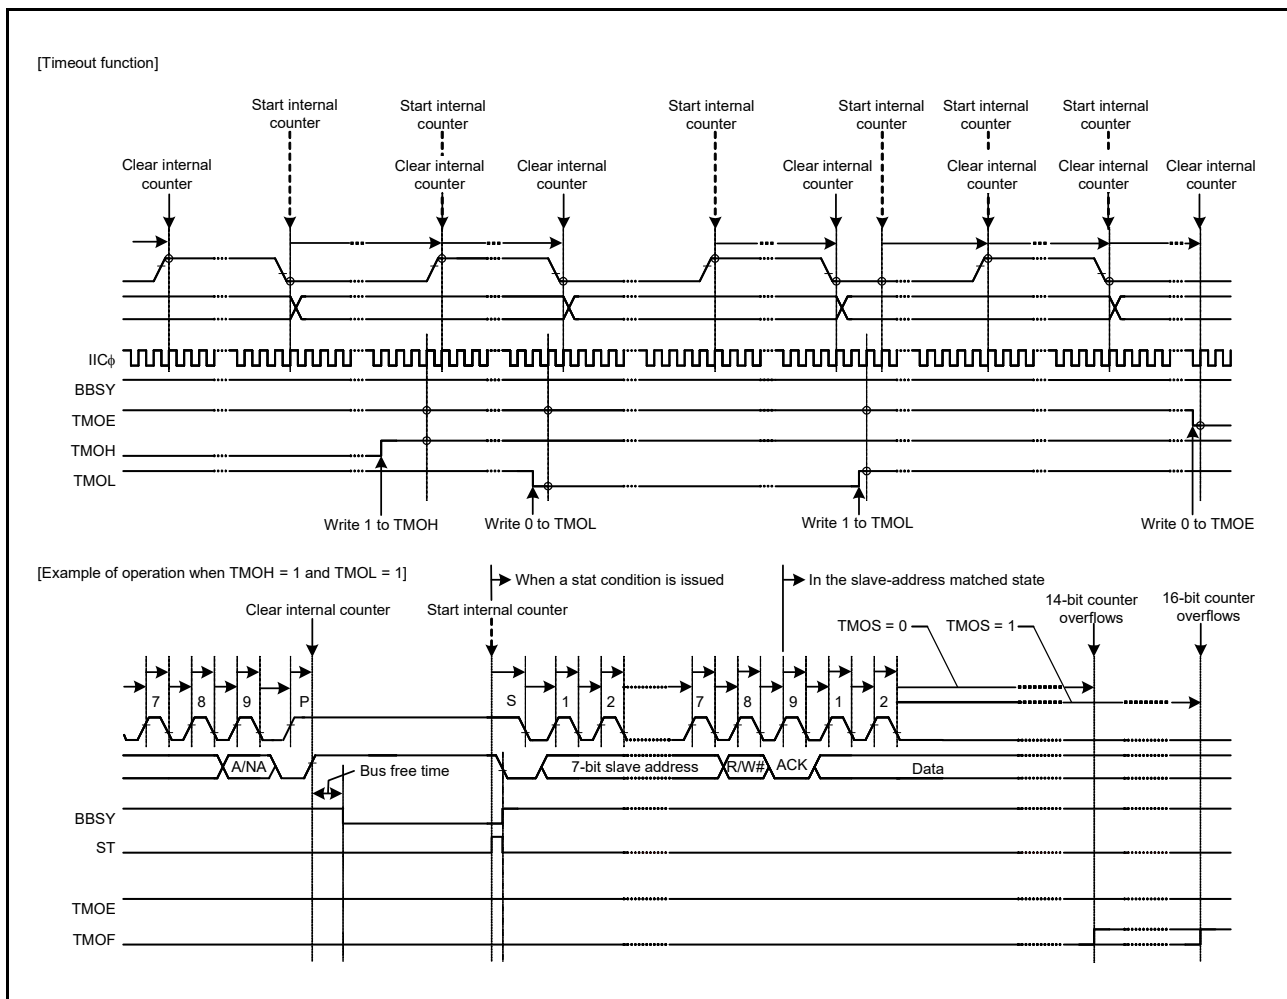 [Timeout function]
Start internal
counter
Start internal
counter
Start internal
counter
Start internal
counter
Start internal
counter
Start internal
counter
Clear internal
counter
Clear internal
counter
Clear internal
counter
Clear internal
counter
Clear internal
counter
Clear internal
counter
Clear internal
counter
IICϕ
BBSY
TMOE
TMOH
TMOL
Write 1 to TMOH
Write 0 to TMOL
Write 1 to TMOL
Write 0 to TMOE
[Example of operation when TMOH = 1 and TMOL = 1]
When a stat condition is issued
In the slave-address matched state
Clear internal counter
Start internal counter
14-bit counter
overflows
16-bit counter
overflows
TMOS = 0
TMOS = 1
7 8 9 P S 1 2 7 8 9 1 2
A/NA
Bus free time
7-bit slave address
R/W#
ACK
Data
BBSY
ST
TMOE
TMOF